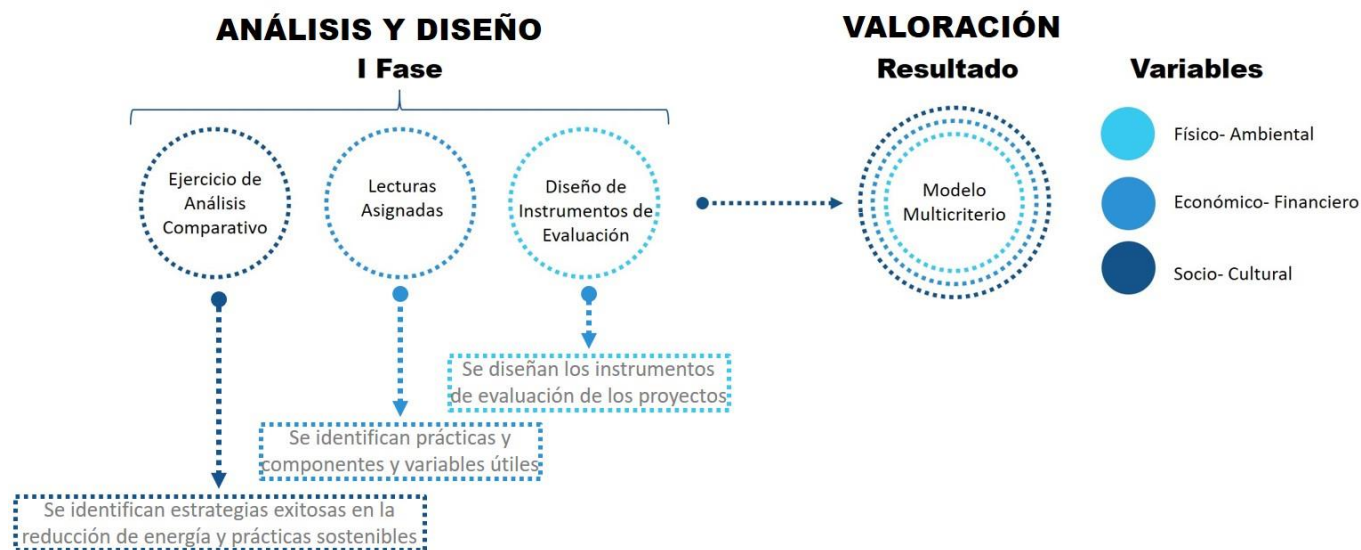 ANÁLISIS Y DISEÑO
I Fase
Ejercicio de
Análisis
Comparativo
Lecturas
Asignadas
Diseño de
Instrumentos de
Evaluación
Se diseñan los instrumentos
de evaluación de los proyectos
Se identifican prácticas y
componentes y variables útiles
Se identifican estrategias exitosas en la
reducción de energía y prácticas sostenibles
VALORACIÓN
Resultado
Modelo
Multicriterio
Variables
Físico- Ambiental
Económico- Financiero
Socio- Cultural